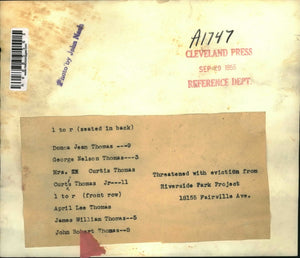 A1747
CLEVELAND PRESS
SEP 29 1955
REFERENCE DEPT.
Photo by John Nash
l to r (seated in back)
Donna Jean Thomas ---9
George Nelson Thomas---3
Mrs. Curtis Thomas
Curtis Thomas Jr--11
l to r (front row)
April Lee Thomas
James William Thomas--5
John Robert Thomas--8
Threatened with eviction from
Riverside Park Project
18155 Fairville Ave.